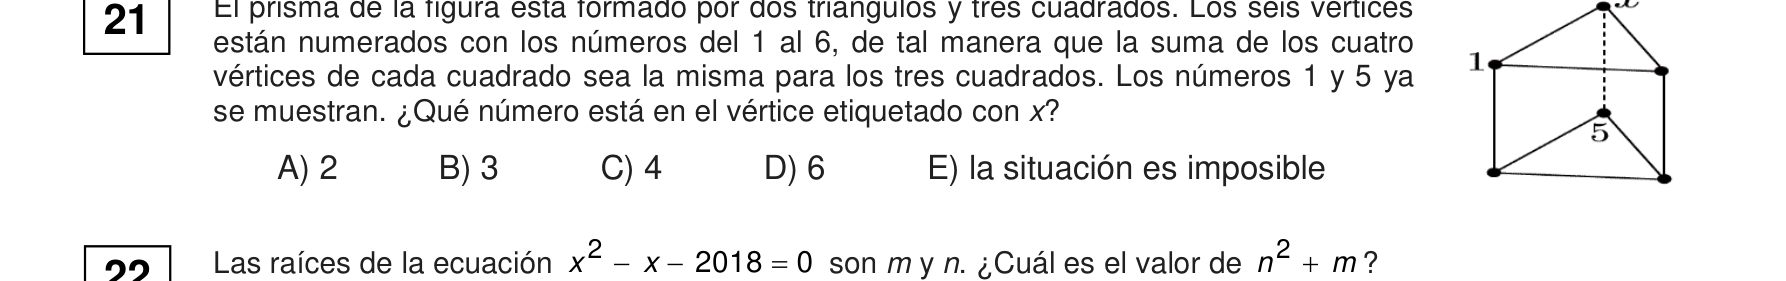 21
El prisma de la figura está formado por dos triángulos y tres cuadrados. Los seis vértices
están numerados con los números del 1 al 6, de tal manera que la suma de los cuatro
vértices de cada cuadrado sea la misma para los tres cuadrados. Los números 1 y 5 ya
se muestran. ¿Qué número está en el vértice etiquetado con x?
x
1
5
A) 2 B) 3 C) 4 D) 6 E) la situación es imposible
22
Las raíces de la ecuación x² − x − 2018 = 0 son m y n. ¿Cuál es el valor de n² + m?